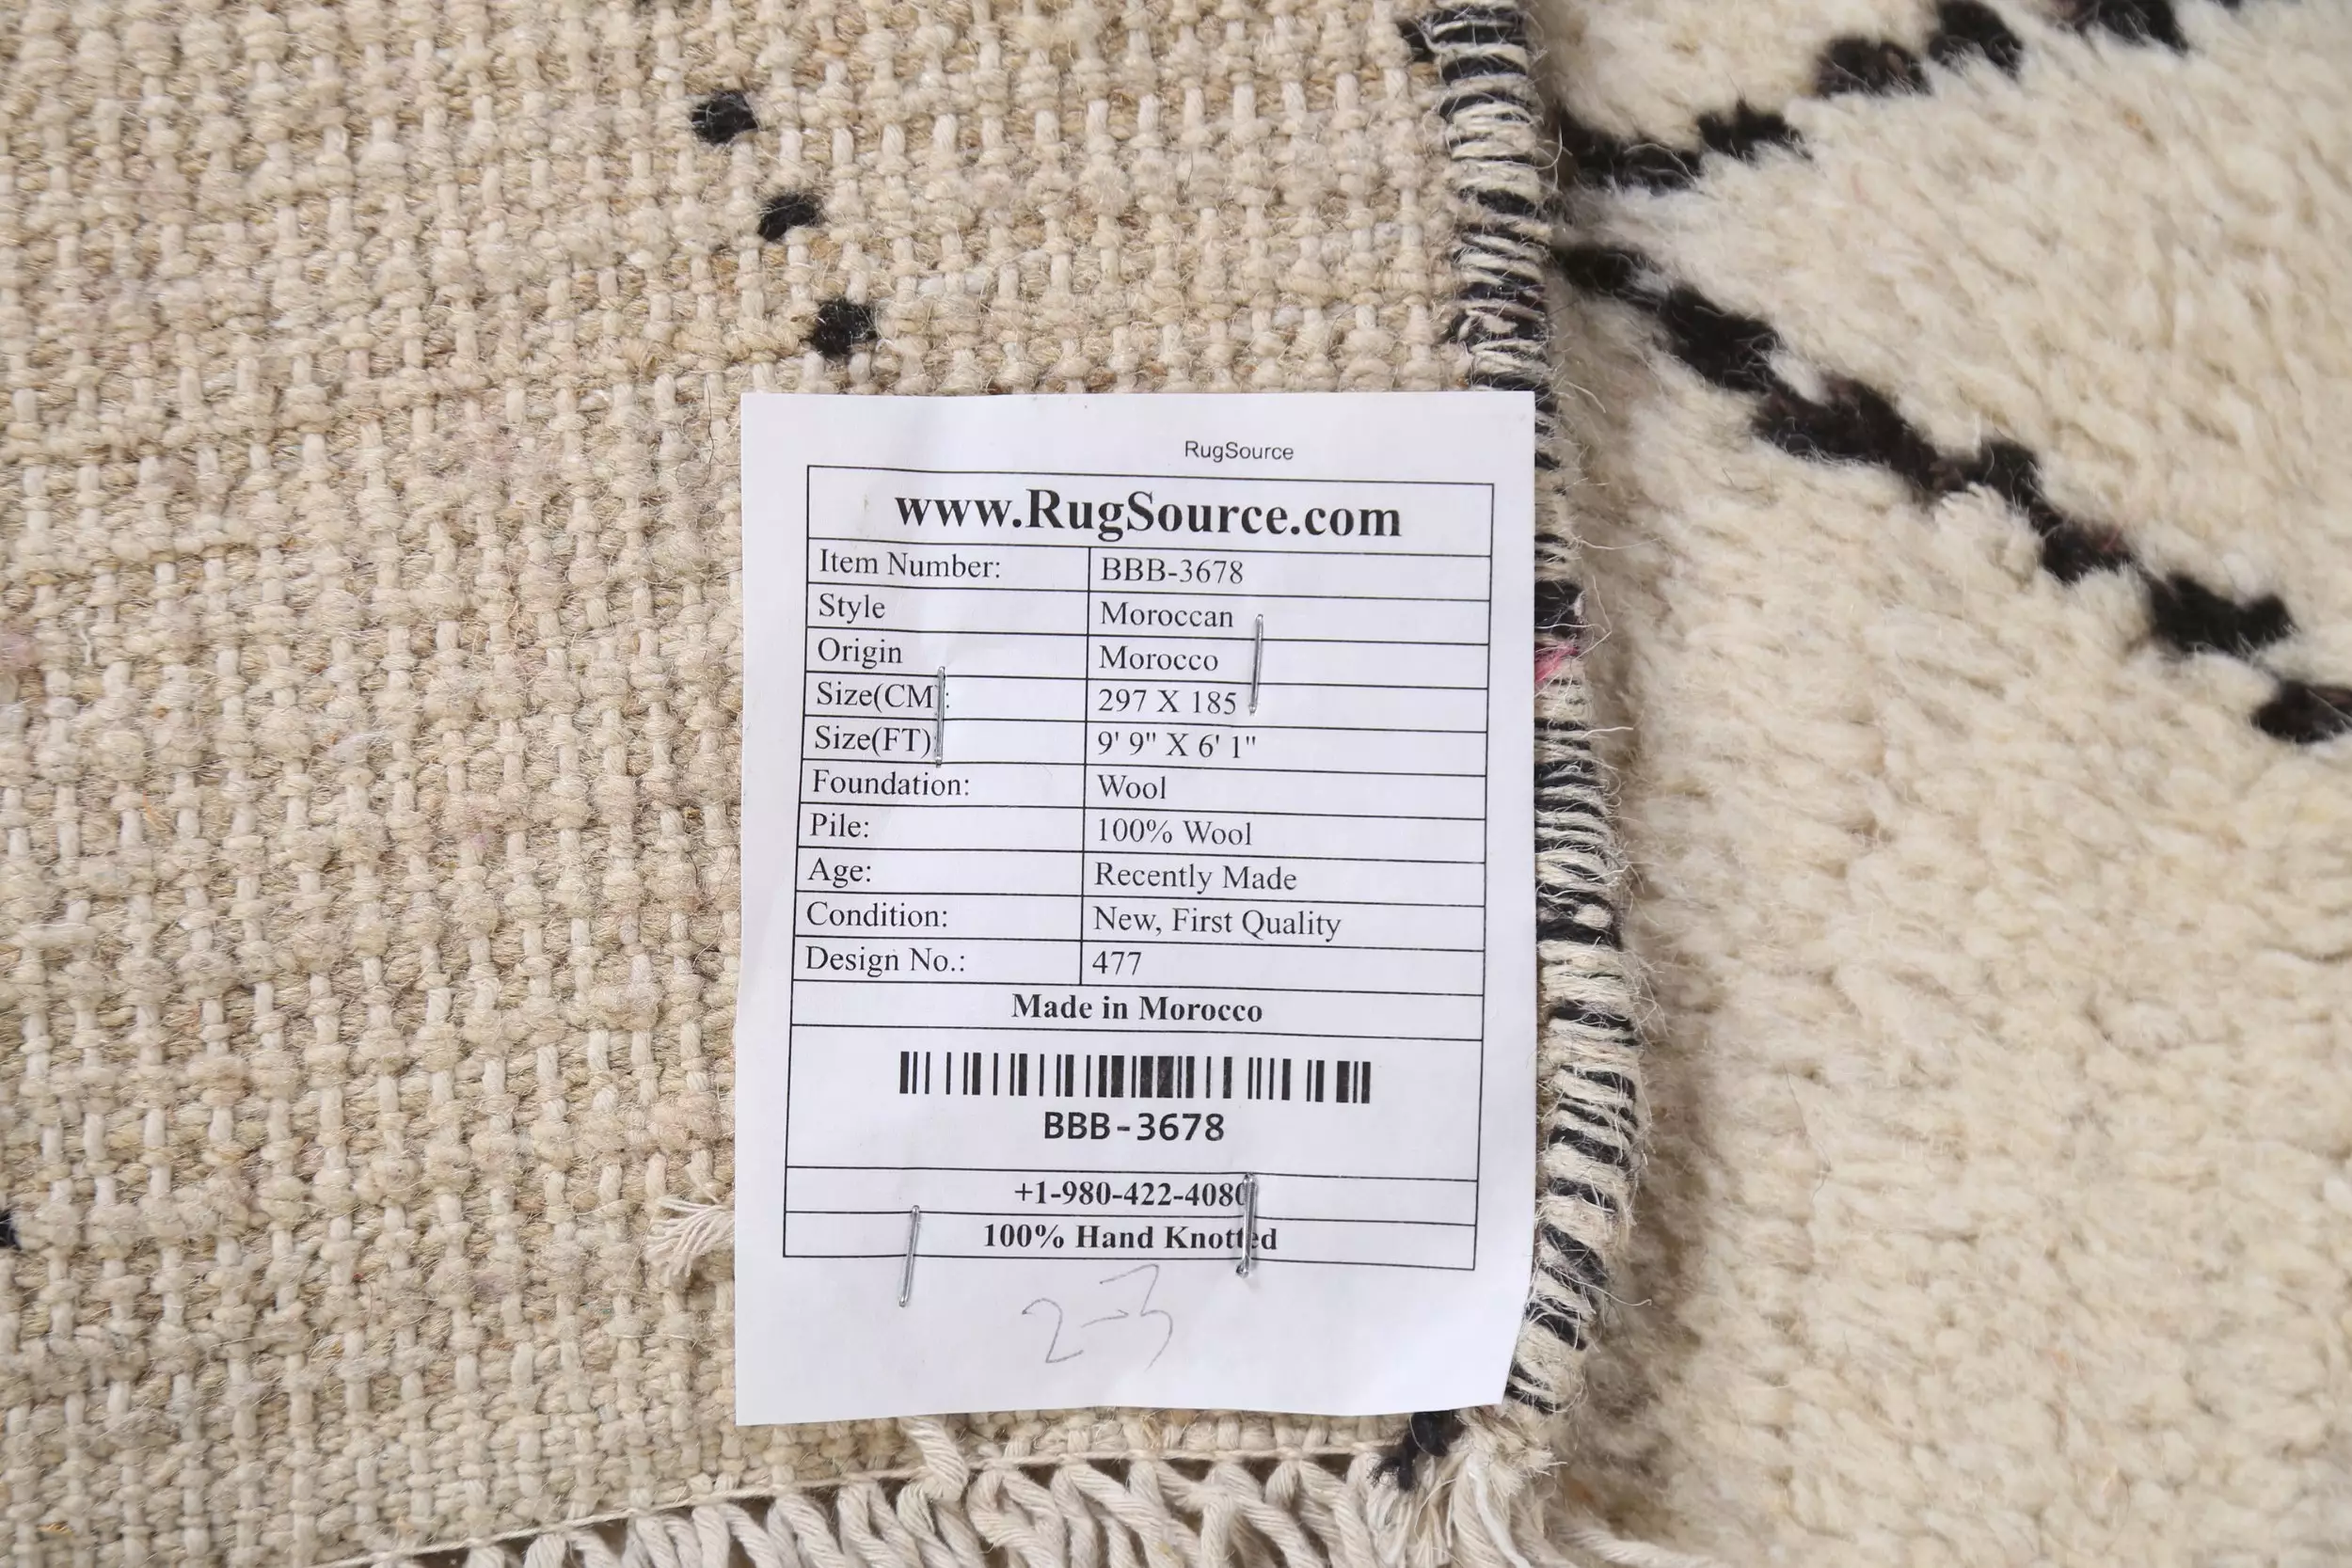 RugSource
www.RugSource.com
Item Number: BBB-3678
Style Moroccan
Origin Morocco
Size(CM): 297 X 185
Size(FT): 9' 9" X 6' 1"
Foundation: Wool
Pile: 100% Wool
Age: Recently Made
Condition: New, First Quality
Design No.: 477
Made in Morocco
BBB-3678
+1-980-422-4080
100% Hand Knotted
2-3